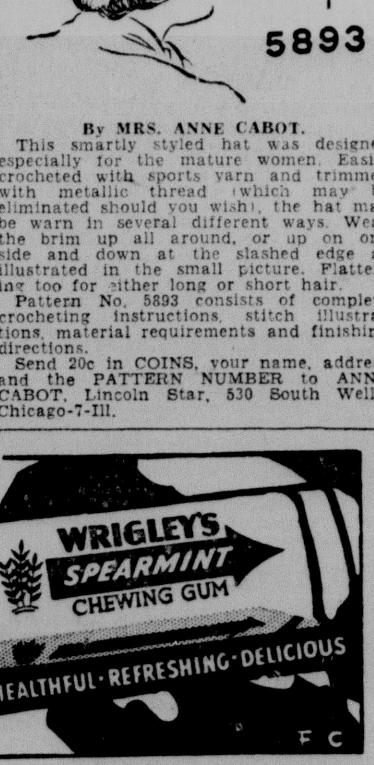 5893
By MRS. ANNE CABOT.
This smartly styled hat was designe
especially for the mature women. Easi
crocheted with sports yarn and trimme
with metallic thread (which may b
eliminated should you wish), the hat ma
be warn in several different ways. Wea
the brim up all around, or up on on
side and down at the slashed edge a
illustrated in the small picture. Flatte
ing too for either long or short hair.
Pattern No. 5893 consists of comple
crocheting instructions, stitch illustra
tions, material requirements and finishin
directions.
Send 20c in COINS, your name, addre
and the PATTERN NUMBER to ANN
CABOT, Lincoln Star, 530 South Well
Chicago-7-Ill.
WRIGLEY'S
SPEARMINT
CHEWING GUM
HEALTHFUL·REFRESHING·DELICIOUS
F C